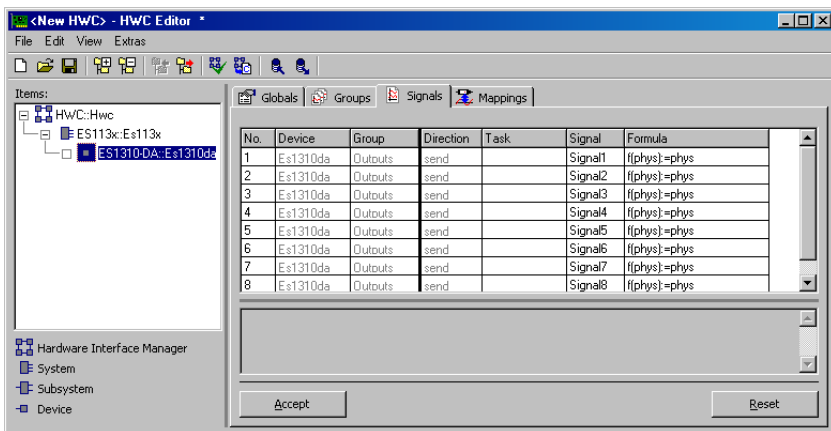 <New HWC> - HWC Editor *
File Edit View Extras
Items:
HWC::Hwc
ES113x::Es113x
ES1310-DA::Es1310da
Hardware Interface Manager
System
Subsystem
Device
Globals Groups Signals Mappings
No. Device Group Direction Task Signal Formula
1 Es1310da Outputs send Signal1 f(phys):=phys
2 Es1310da Outputs send Signal2 f(phys):=phys
3 Es1310da Outputs send Signal3 f(phys):=phys
4 Es1310da Outputs send Signal4 f(phys):=phys
5 Es1310da Outputs send Signal5 f(phys):=phys
6 Es1310da Outputs send Signal6 f(phys):=phys
7 Es1310da Outputs send Signal7 f(phys):=phys
8 Es1310da Outputs send Signal8 f(phys):=phys
Accept Reset